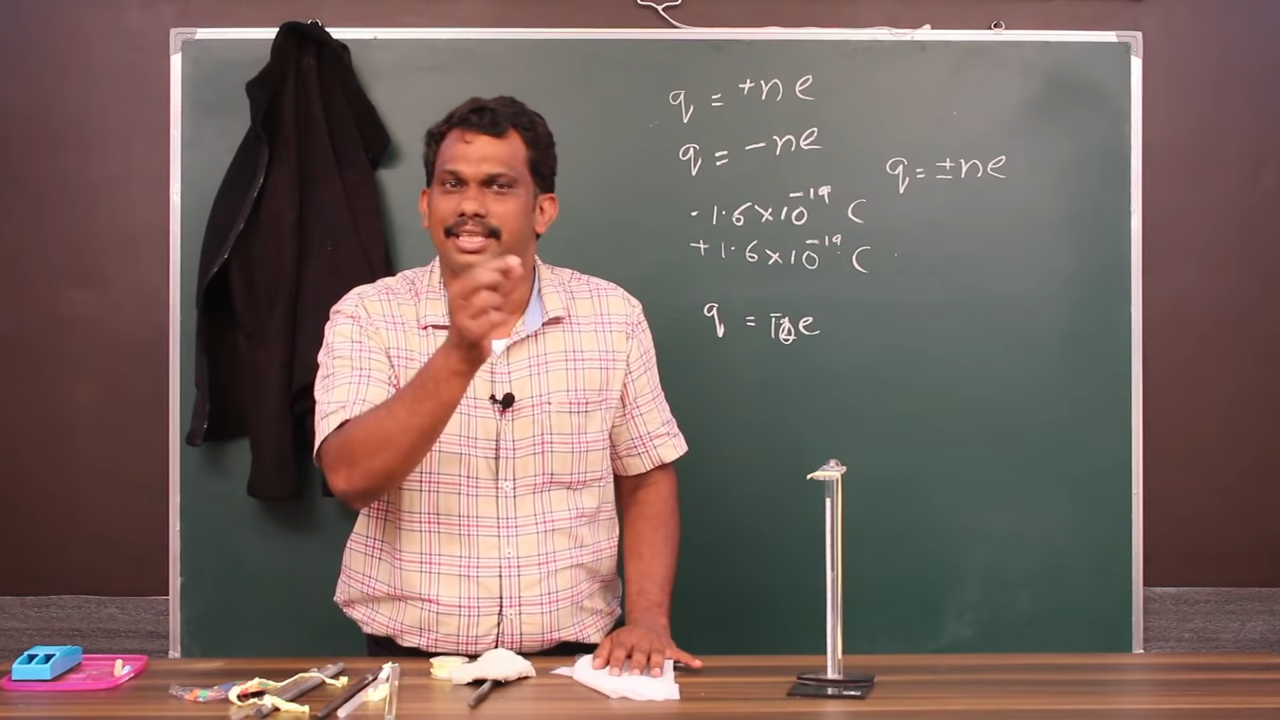 q = +ne
q = -ne
q = ±ne
-1.6×10⁻¹⁹ C
+1.6×10⁻¹⁹ C
q =